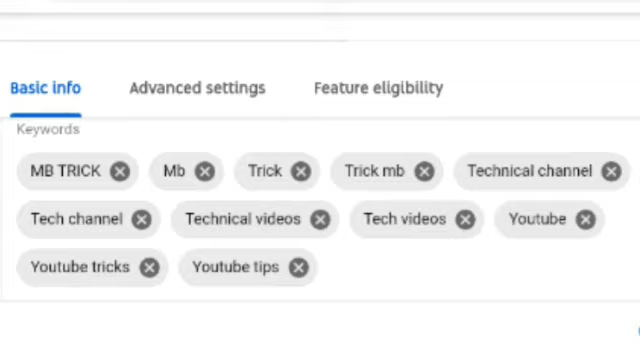 Basic info Advanced settings Feature eligibility
Keywords
MB TRICK Mb Trick Trick mb Technical channel
Tech channel Technical videos Tech videos Youtube
Youtube tricks Youtube tips